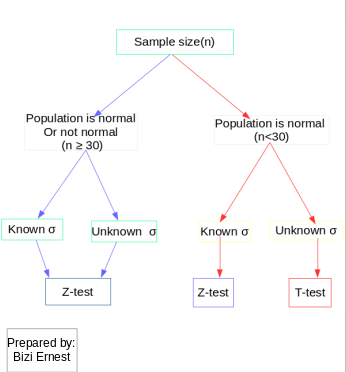 Sample size(n)
Population is normal
Or not normal
(n ≥ 30)
Population is normal
(n<30)
Known σ
Unknown σ
Known σ
Unknown σ
Z-test
Z-test
T-test
Prepared by:
Bizi Ernest